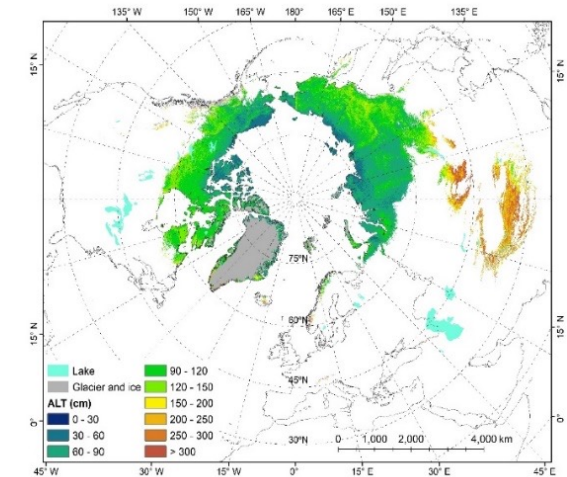 135° W 150° W 165° W 180° 165° E 150° E 135° E
15° N 15° N
75°N
60°N
15° N 15° N
45°N
30°N
0° 0°
Lake
Glacier and ice
ALT (cm)
0 - 30
30 - 60
60 - 90
90 - 120
120 - 150
150 - 200
200 - 250
250 - 300
> 300
0 1,000 2,000 4,000 km
45° W 30° W 15° W 0° 15° E 30° E 45° E